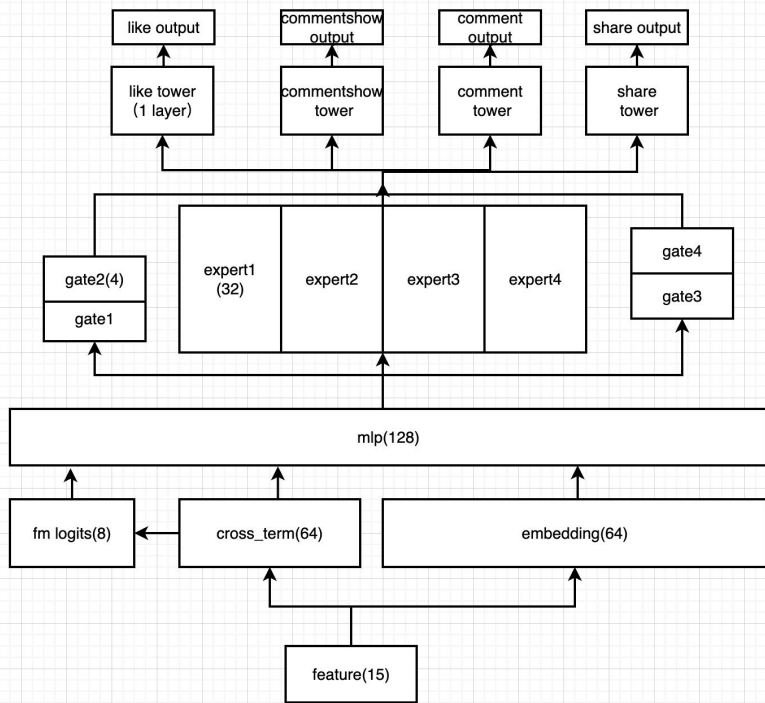 like output
commentshow
output
comment
output
share output
like tower
(1 layer)
commentshow
tower
comment
tower
share
tower
gate2(4)
gate1
expert1
(32)
expert2
expert3
expert4
gate4
gate3
mlp(128)
fm logits(8)
cross_term(64)
embedding(64)
feature(15)